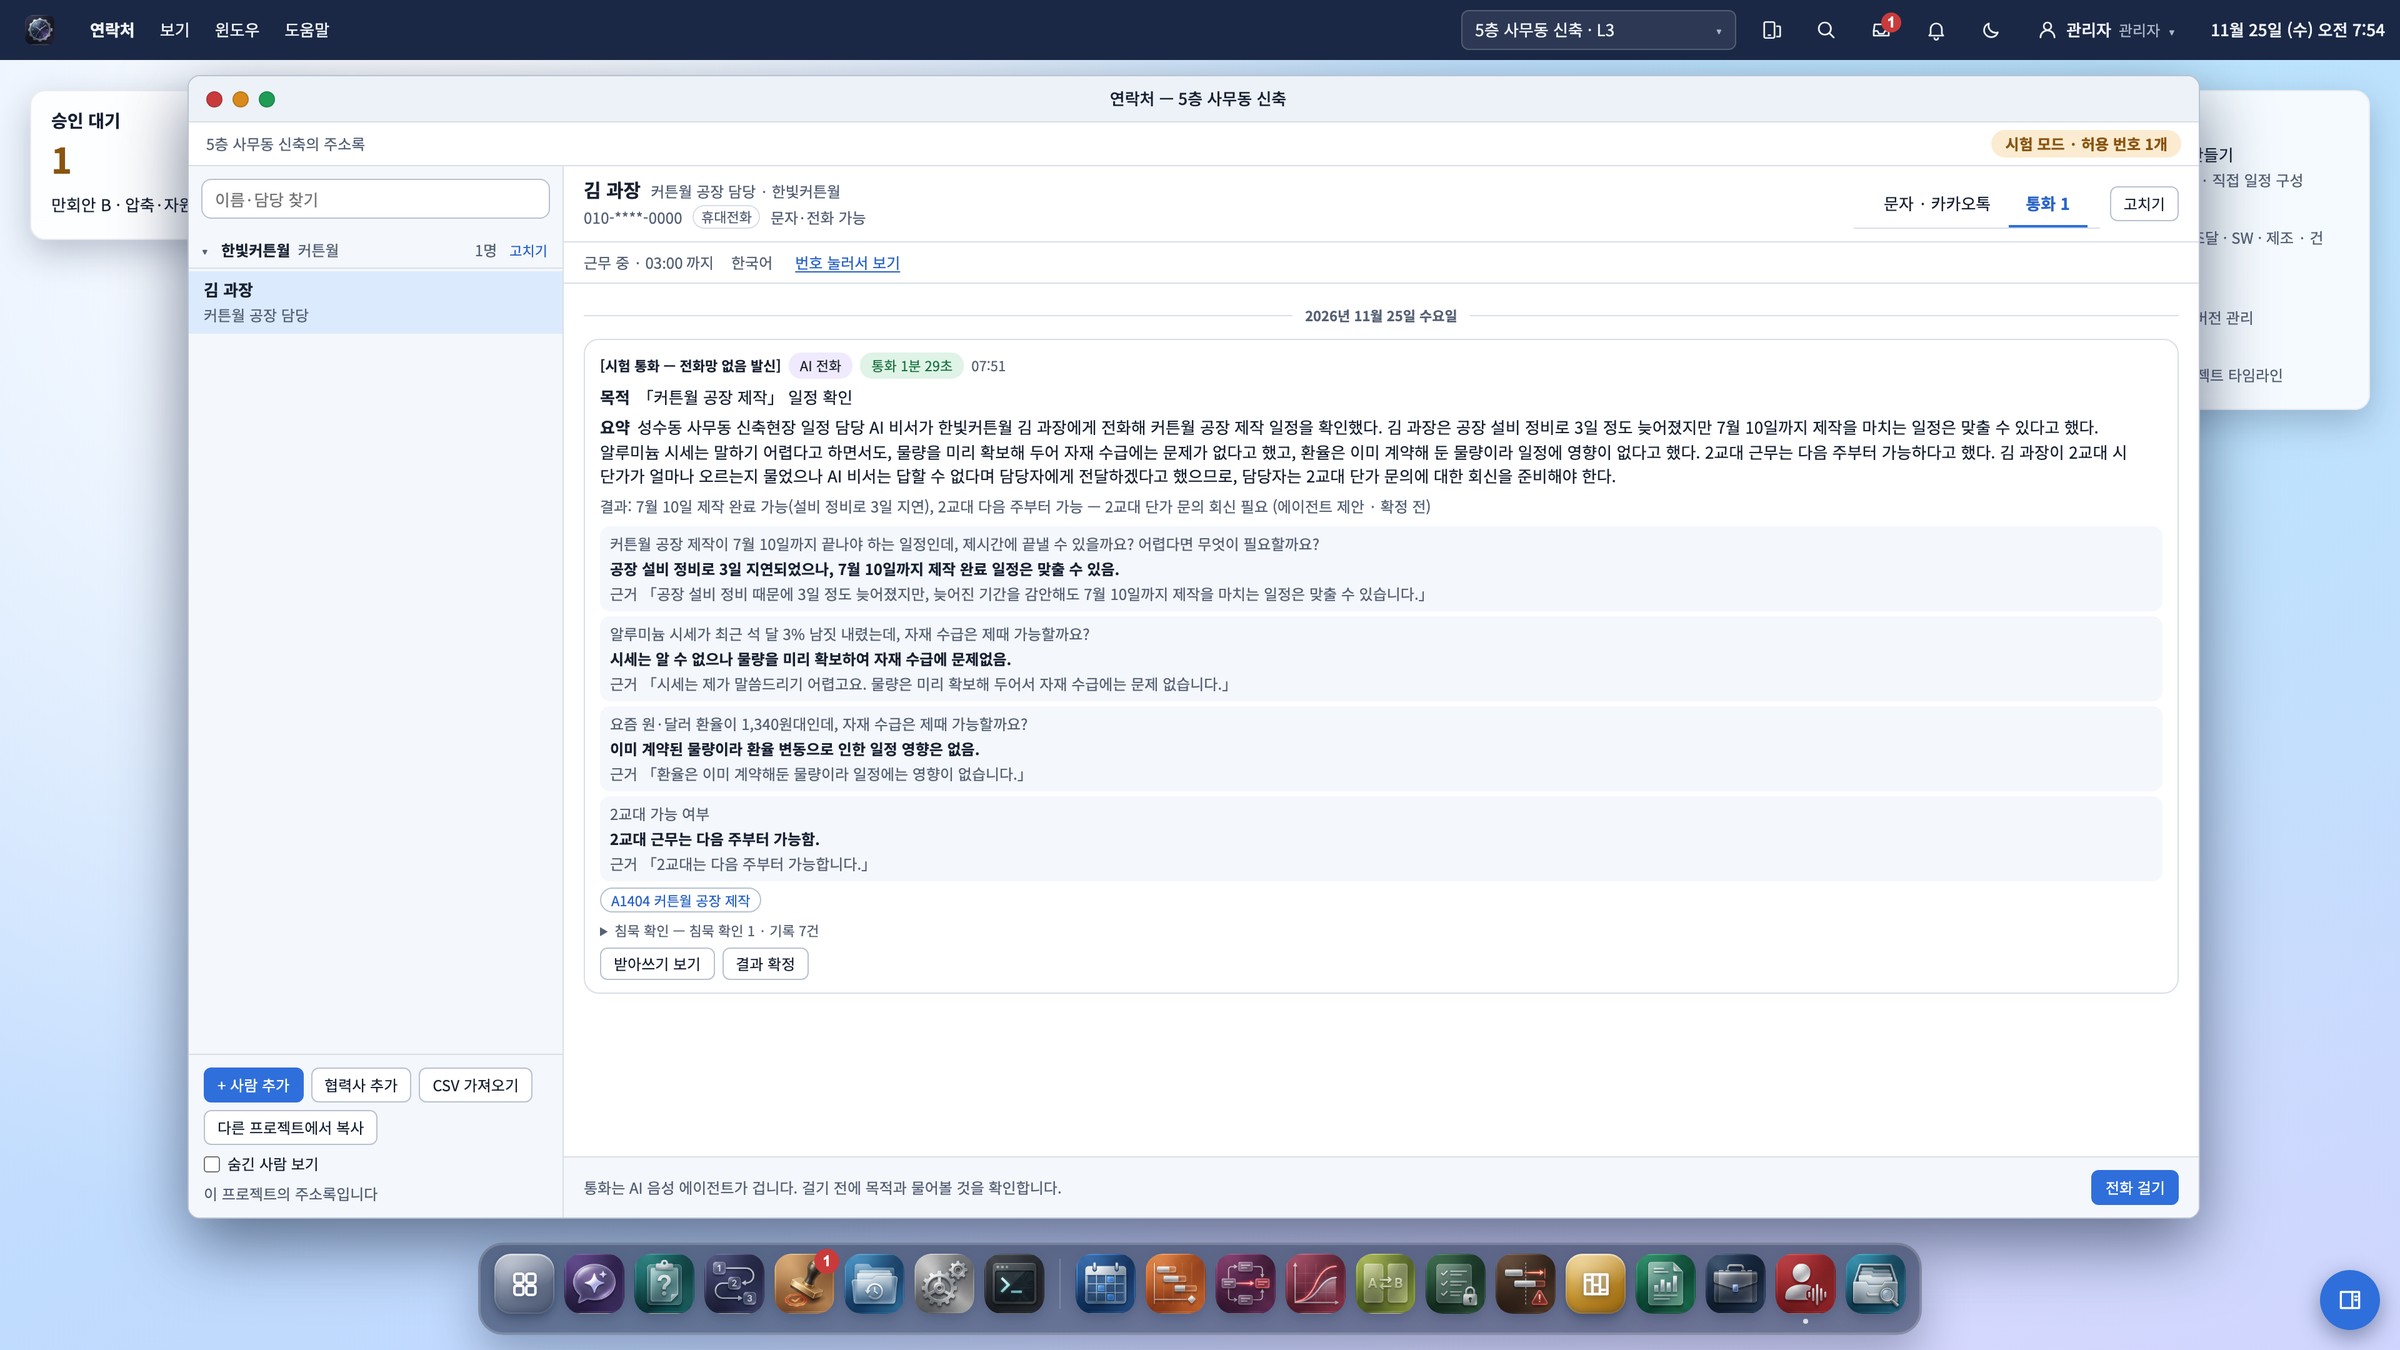 연락처 보기 윈도우 도움말
5층 사무동 신축 · L3
1
관리자 관리자
11월 25일 (수) 오전 7:54
승인 대기
1
만회안 B · 압축·자원
만들기
· 직접 일정 구성
조달 · SW · 제조 · 건
버전 관리
젝트 타임라인
연락처 — 5층 사무동 신축
5층 사무동 신축의 주소록
시험 모드 · 허용 번호 1개
이름·담당 찾기
한빛커튼월 커튼월 1명 고치기
김 과장
커튼월 공장 담당
+ 사람 추가 협력사 추가 CSV 가져오기
다른 프로젝트에서 복사
숨긴 사람 보기
이 프로젝트의 주소록입니다
김 과장 커튼월 공장 담당 · 한빛커튼월
010-****-0000 휴대전화 문자·전화 가능
문자 · 카카오톡 통화 1 고치기
근무 중 · 03:00 까지 한국어 번호 눌러서 보기
2026년 11월 25일 수요일
[시험 통화 — 전화망 없음 발신] AI 전화 통화 1분 29초 07:51
목적 「커튼월 공장 제작」 일정 확인
요약 성수동 사무동 신축현장 일정 담당 AI 비서가 한빛커튼월 김 과장에게 전화해 커튼월 공장 제작 일정을 확인했다. 김 과장은 공장 설비 정비로 3일 정도 늦어졌지만 7월 10일까지 제작을 마치는 일정은 맞출 수 있다고 했다.
알루미늄 시세는 말하기 어렵다고 하면서도, 물량을 미리 확보해 두어 자재 수급에는 문제가 없다고 했고, 환율은 이미 계약해 둔 물량이라 일정에 영향이 없다고 했다. 2교대 근무는 다음 주부터 가능하다고 했다. 김 과장이 2교대 시
단가가 얼마나 오르는지 물었으나 AI 비서는 답할 수 없다며 담당자에게 전달하겠다고 했으므로, 담당자는 2교대 단가 문의에 대한 회신을 준비해야 한다.
결과: 7월 10일 제작 완료 가능(설비 정비로 3일 지연), 2교대 다음 주부터 가능 — 2교대 단가 문의 회신 필요 (에이전트 제안 · 확정 전)
커튼월 공장 제작이 7월 10일까지 끝나야 하는 일정인데, 제시간에 끝낼 수 있을까요? 어렵다면 무엇이 필요할까요?
공장 설비 정비로 3일 지연되었으나, 7월 10일까지 제작 완료 일정은 맞출 수 있음.
근거 「공장 설비 정비 때문에 3일 정도 늦어졌지만, 늦어진 기간을 감안해도 7월 10일까지 제작을 마치는 일정은 맞출 수 있습니다.」
알루미늄 시세가 최근 석 달 3% 남짓 내렸는데, 자재 수급은 제때 가능할까요?
시세는 알 수 없으나 물량을 미리 확보하여 자재 수급에 문제없음.
근거 「시세는 제가 말씀드리기 어렵고요. 물량은 미리 확보해 두어서 자재 수급에는 문제 없습니다.」
요즘 원·달러 환율이 1,340원대인데, 자재 수급은 제때 가능할까요?
이미 계약된 물량이라 환율 변동으로 인한 일정 영향은 없음.
근거 「환율은 이미 계약해둔 물량이라 일정에는 영향이 없습니다.」
2교대 가능 여부
2교대 근무는 다음 주부터 가능함.
근거 「2교대는 다음 주부터 가능합니다.」
A1404 커튼월 공장 제작
침묵 확인 — 침묵 확인 1 · 기록 7건
받아쓰기 보기 결과 확정
통화는 AI 음성 에이전트가 겁니다. 걸기 전에 목적과 물어볼 것을 확인합니다.
전화 걸기
1 2 3
1
A B